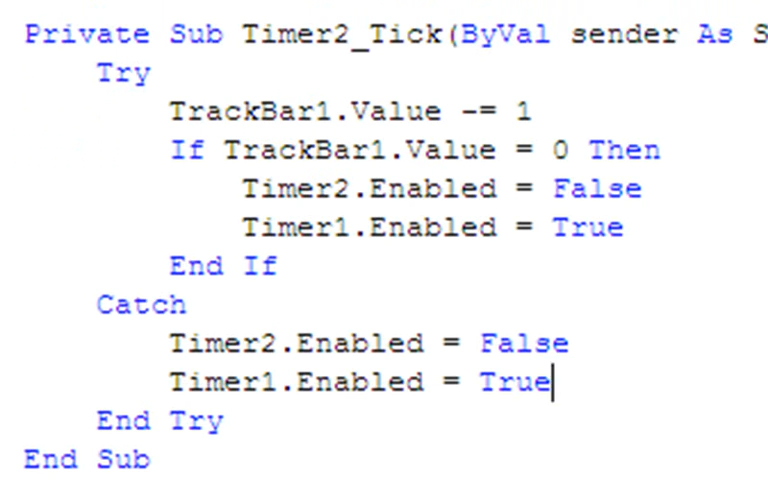 Private Sub Timer2_Tick(ByVal sender As S
Try
TrackBar1.Value -= 1
If TrackBar1.Value = 0 Then
Timer2.Enabled = False
Timer1.Enabled = True
End If
Catch
Timer2.Enabled = False
Timer1.Enabled = True
End Try
End Sub